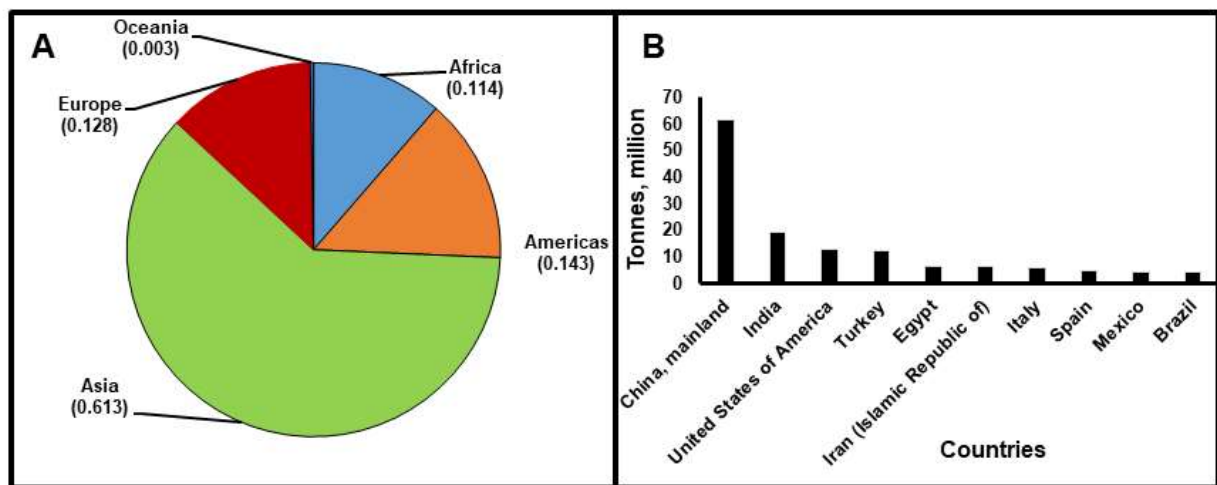 A
Oceania
(0.003)
Africa
(0.114)
Europe
(0.128)
Americas
(0.143)
Asia
(0.613)
B
Tonnes, million
70
60
50
40
30
20
10
0
China, mainland
India
United States of America
Turkey
Egypt
Iran (Islamic Republic of)
Italy
Spain
Mexico
Brazil
Countries